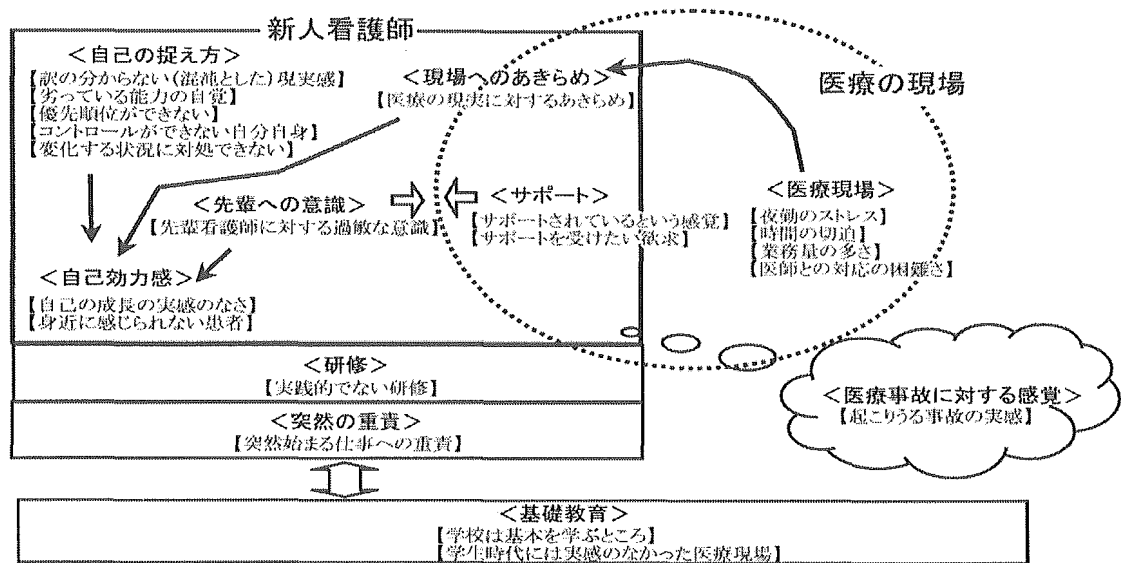 新人看護師
＜自己の捉え方＞
【訳の分からない(混沌とした)現実感】
【劣っている能力の自覚】
【優先順位ができない】
【コントロールができない自分自身】
【変化する状況に対処できない】
＜現場へのあきらめ＞
【医療の現実に対するあきらめ】
医療の現場
＜先輩への意識＞
【先輩看護師に対する過敏な意識】
＜サポート＞
【サポートされているという感覚】
【サポートを受けたい欲求】
＜医療現場＞
【夜勤のストレス】
【時間の切迫】
【業務量の多さ】
【医師との対応の困難さ】
＜自己効力感＞
【自己の成長の実感のなさ】
【身近に感じられない患者】
＜研修＞
【実践的でない研修】
＜突然の重責＞
【突然始まる仕事への重責】
＜医療事故に対する感覚＞
【起こりうる事故の実感】
＜基礎教育＞
【学校は基本を学ぶところ】
【学生時代には実感のなかった医療現場】